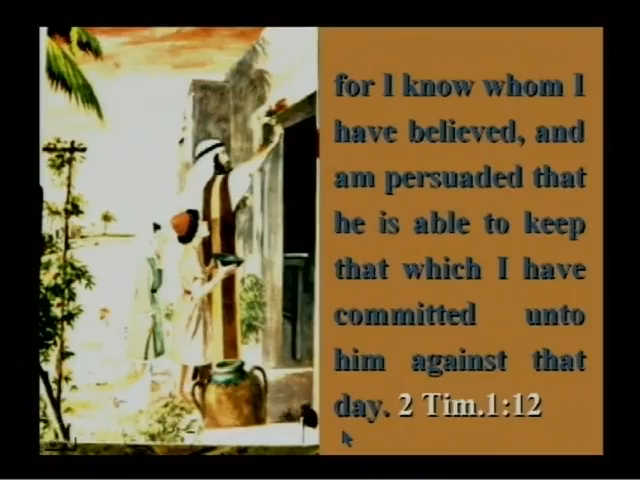 for I know whom I
have believed, and
am persuaded that
he is able to keep
that which I have
committed unto
him against that
day. 2 Tim.1:12